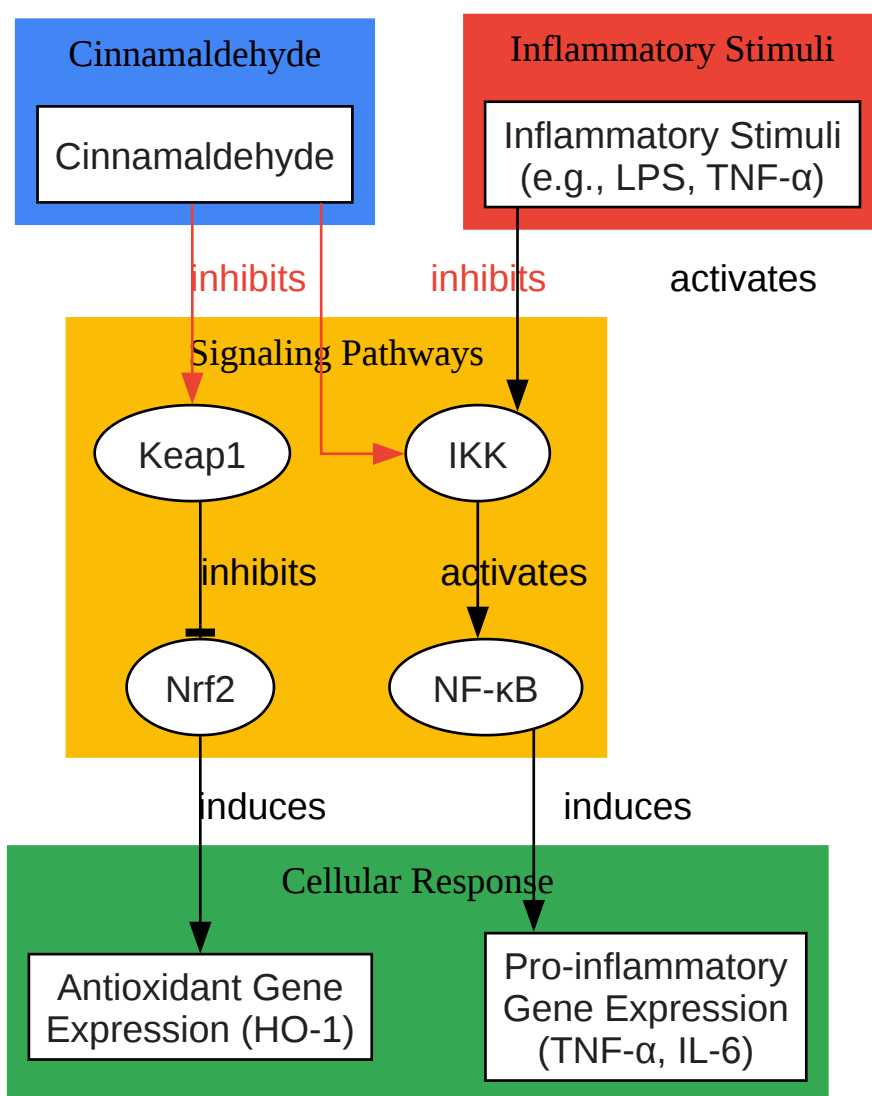 Cinnamaldehyde
Inflammatory Stimuli
Cinnamaldehyde
Inflammatory Stimuli
(e.g., LPS, TNF-α)
inhibits
inhibits
activates
Signaling Pathways
Keap1
IKK
inhibits
activates
Nrf2
NF-κB
induces
induces
Cellular Response
Antioxidant Gene
Expression (HO-1)
Pro-inflammatory
Gene Expression
(TNF-α, IL-6)